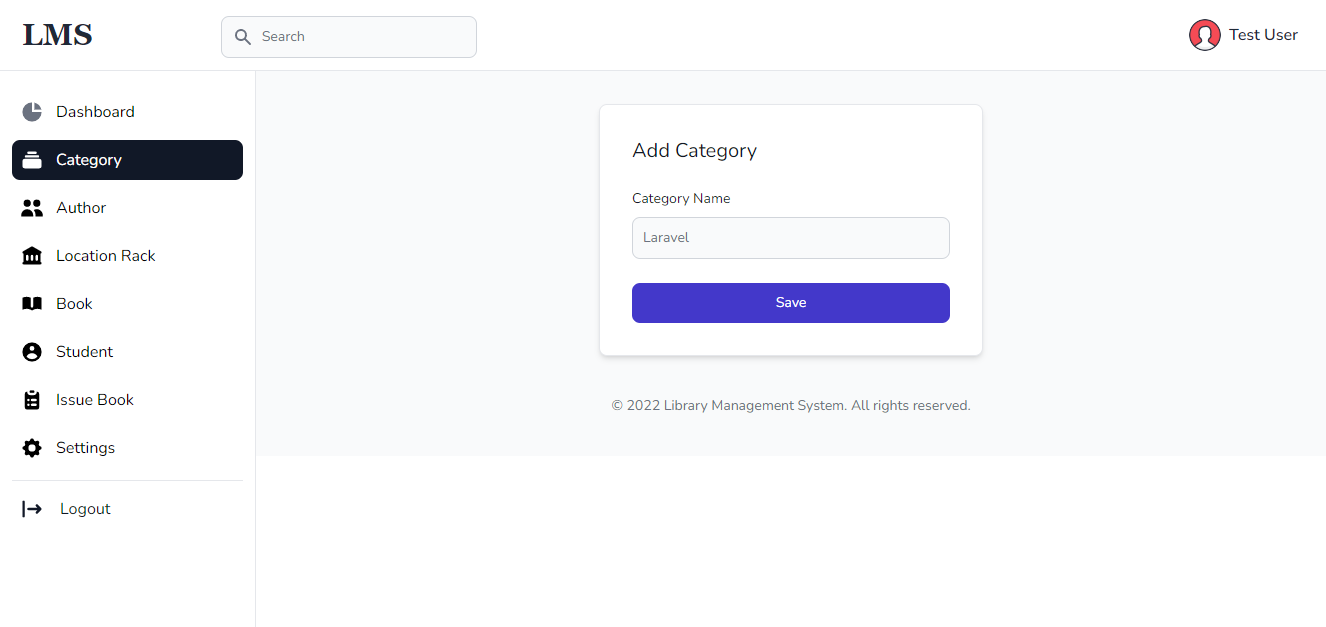 LMS
Search
Test User
Dashboard
Category
Author
Location Rack
Book
Student
Issue Book
Settings
Logout
Add Category
Category Name
Laravel
Save
© 2022 Library Management System. All rights reserved.